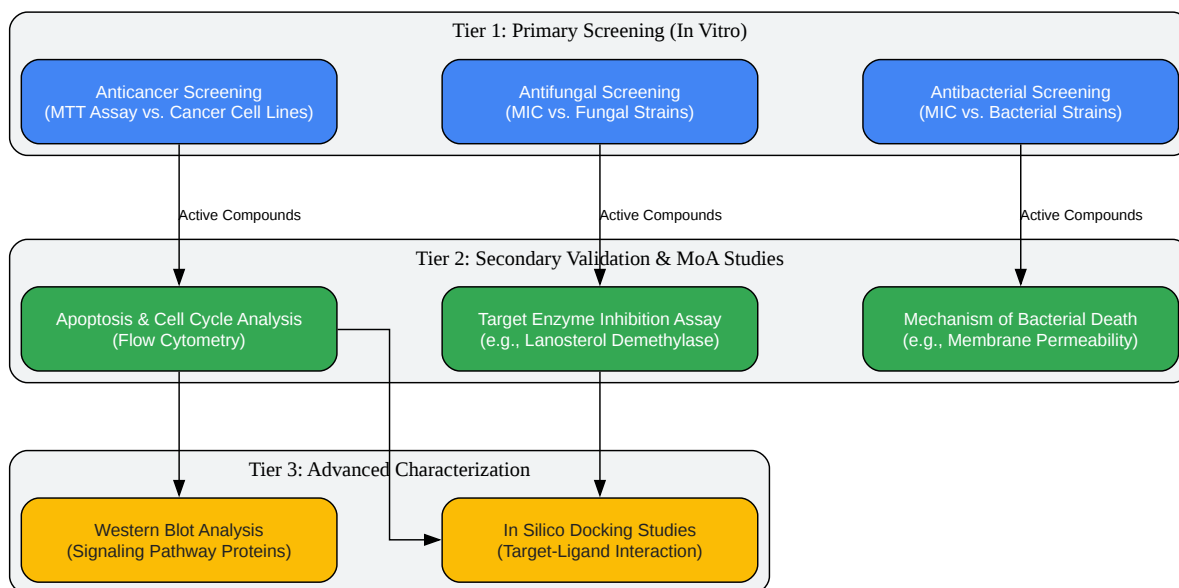 Tier 1: Primary Screening (In Vitro)
Anticancer Screening
(MTT Assay vs. Cancer Cell Lines)
Antifungal Screening
(MIC vs. Fungal Strains)
Antibacterial Screening
(MIC vs. Bacterial Strains)
Active Compounds
Active Compounds
Active Compounds
Tier 2: Secondary Validation & MoA Studies
Apoptosis & Cell Cycle Analysis
(Flow Cytometry)
Target Enzyme Inhibition Assay
(e.g., Lanosterol Demethylase)
Mechanism of Bacterial Death
(e.g., Membrane Permeability)
Tier 3: Advanced Characterization
Western Blot Analysis
(Signaling Pathway Proteins)
In Silico Docking Studies
(Target-Ligand Interaction)